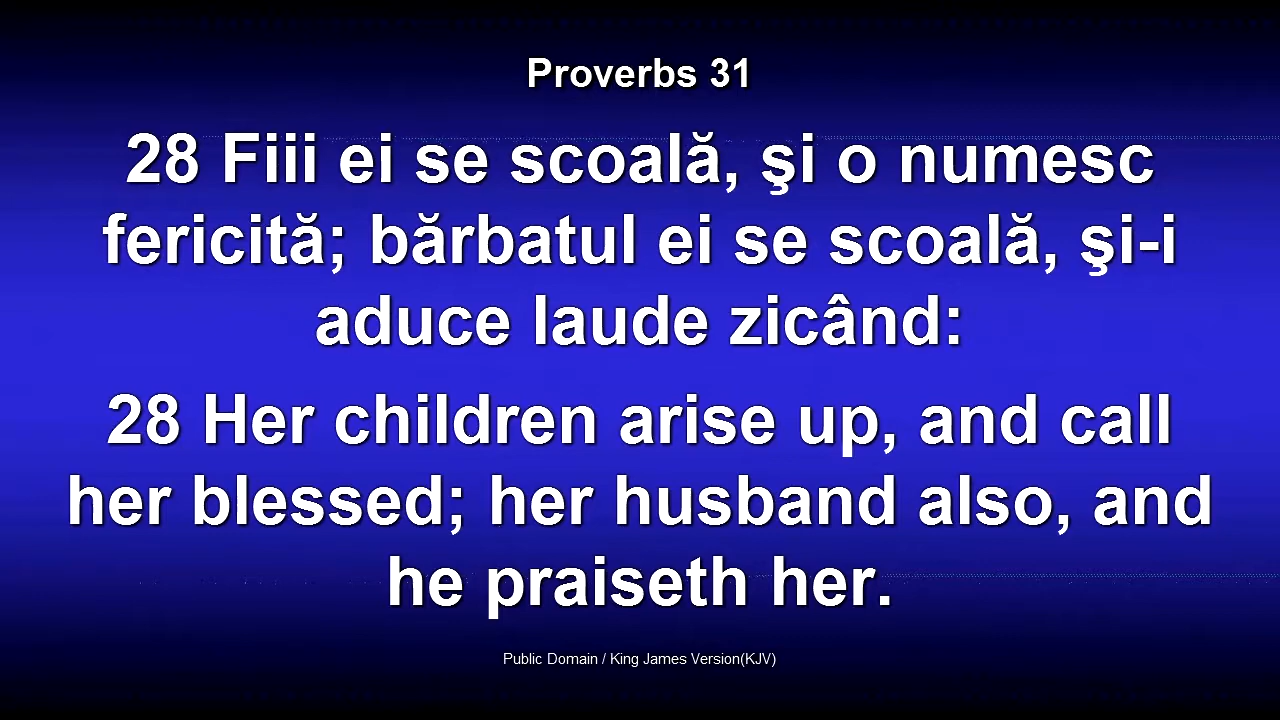 Proverbs 31
28 Fiii ei se scoală, şi o numesc
fericită; bărbatul ei se scoală, şi-i
aduce laude zicând:
28 Her children arise up, and call
her blessed; her husband also, and
he praiseth her.
Public Domain / King James Version(KJV)